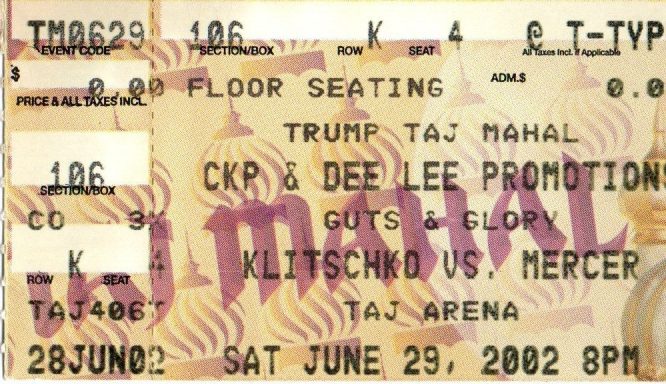 TM0629 106 K 4 @ T-TYP
EVENT CODE SECTION/BOX ROW SEAT All Taxes Incl. if Applicable
$ 0.00 FLOOR SEATING ADM.$ 0.0
PRICE & ALL TAXES INCL.
TRUMP TAJ MAHAL
106 CKP & DEE LEE PROMOTIONS
SECTION/BOX
CO 3X GUTS & GLORY
MAHAL
K 4 KLITSCHKO VS. MERCER
ROW SEAT
TAJ406T TAJ ARENA
28JUN02 SAT JUNE 29, 2002 8PM